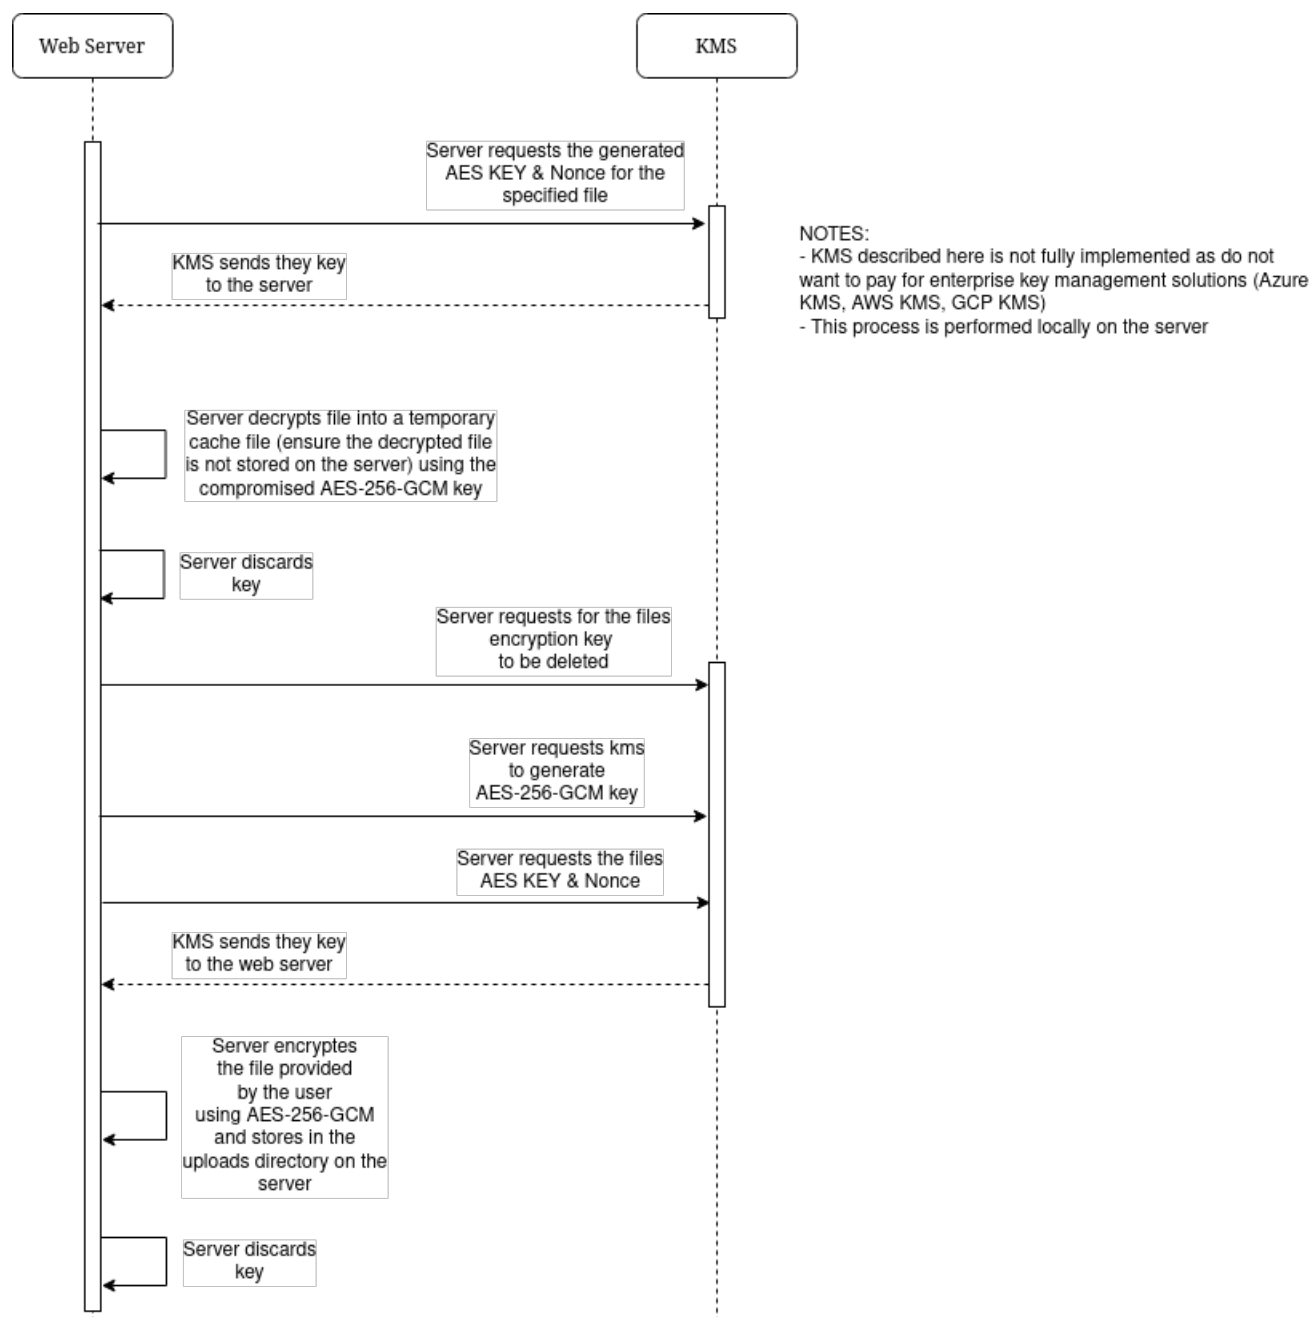 Web Server
KMS
Server requests the generated
AES KEY & Nonce for the
specified file
NOTES:
- KMS described here is not fully implemented as do not
want to pay for enterprise key management solutions (Azure
KMS, AWS KMS, GCP KMS)
- This process is performed locally on the server
KMS sends they key
to the server
Server decrypts file into a temporary
cache file (ensure the decrypted file
is not stored on the server) using the
compromised AES-256-GCM key
Server discards
key
Server requests for the files
encryption key
to be deleted
Server requests kms
to generate
AES-256-GCM key
Server requests the files
AES KEY & Nonce
KMS sends they key
to the web server
Server encryptes
the file provided
by the user
using AES-256-GCM
and stores in the
uploads directory on the
server
Server discards
key